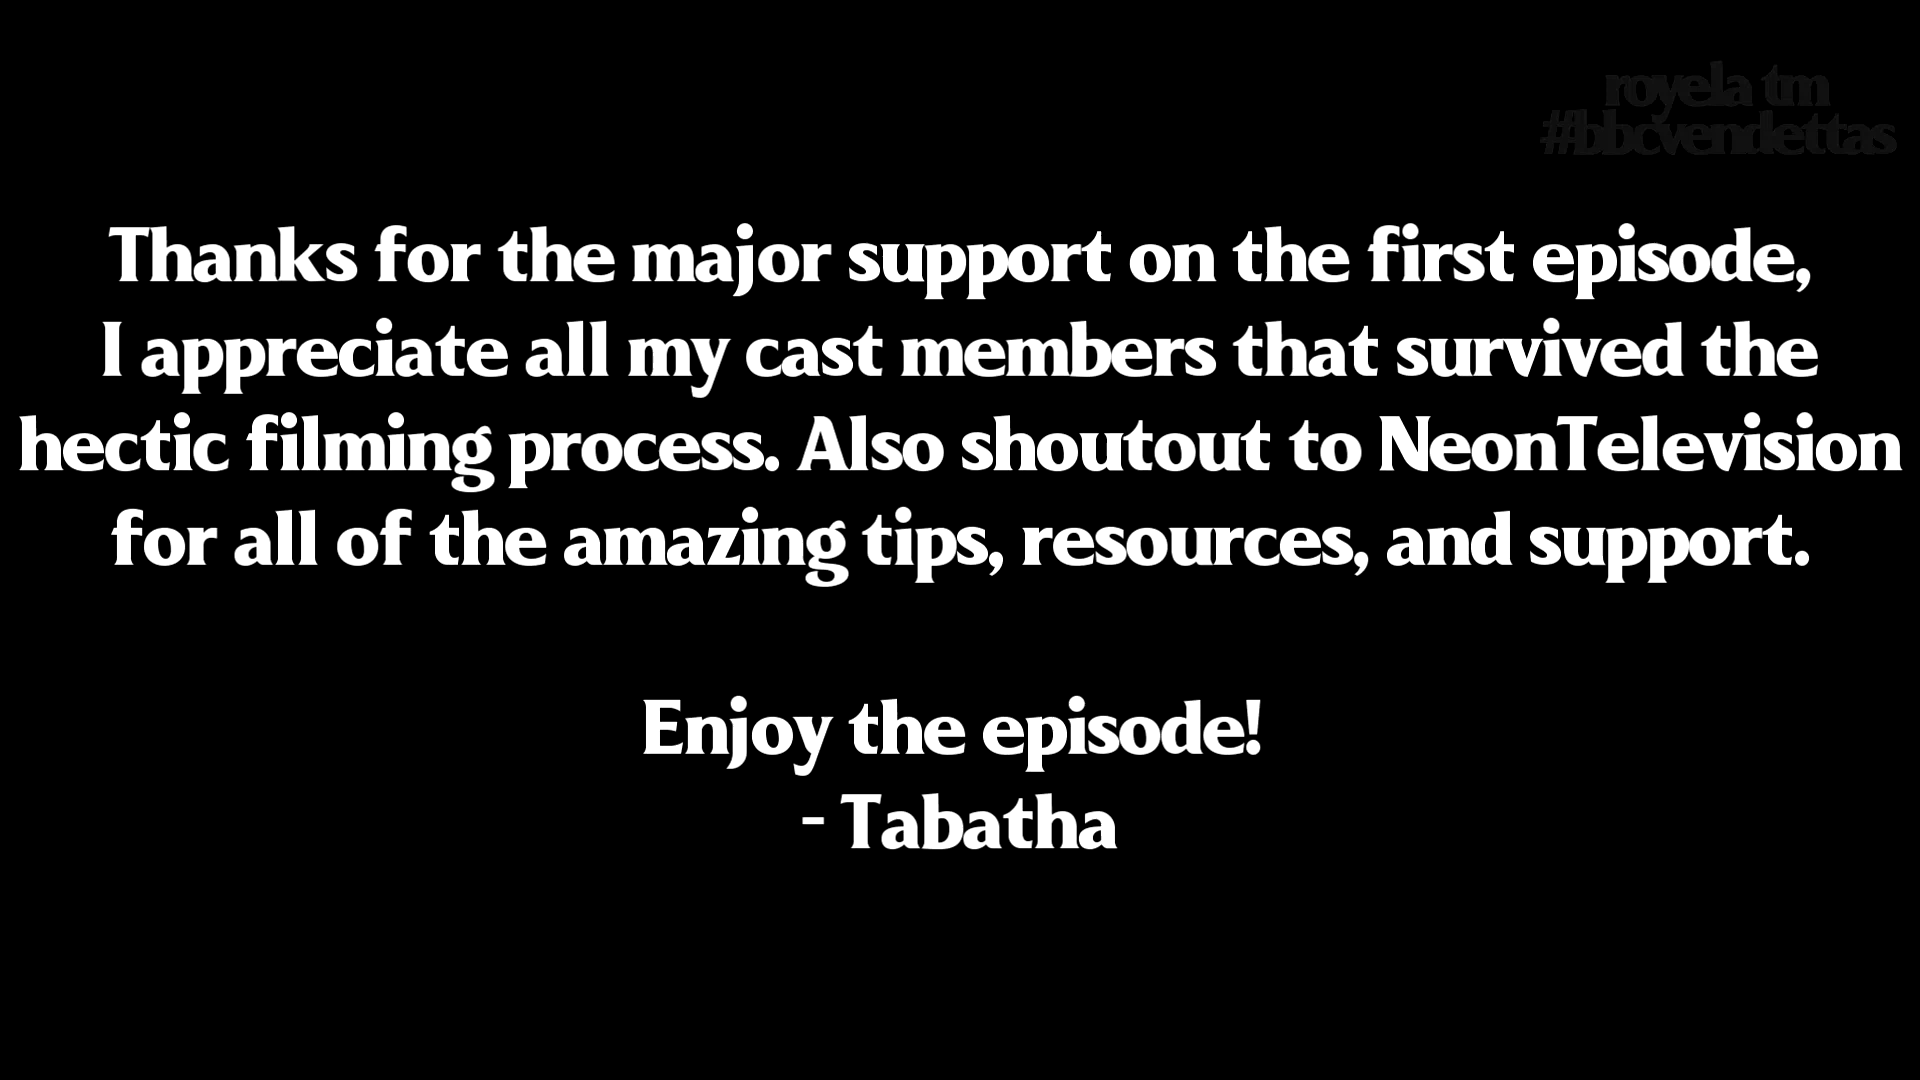 royela tm
#bbcvendettas
Thanks for the major support on the first episode,
I appreciate all my cast members that survived the
hectic filming process. Also shoutout to NeonTelevision
for all of the amazing tips, resources, and support.
Enjoy the episode!
- Tabatha